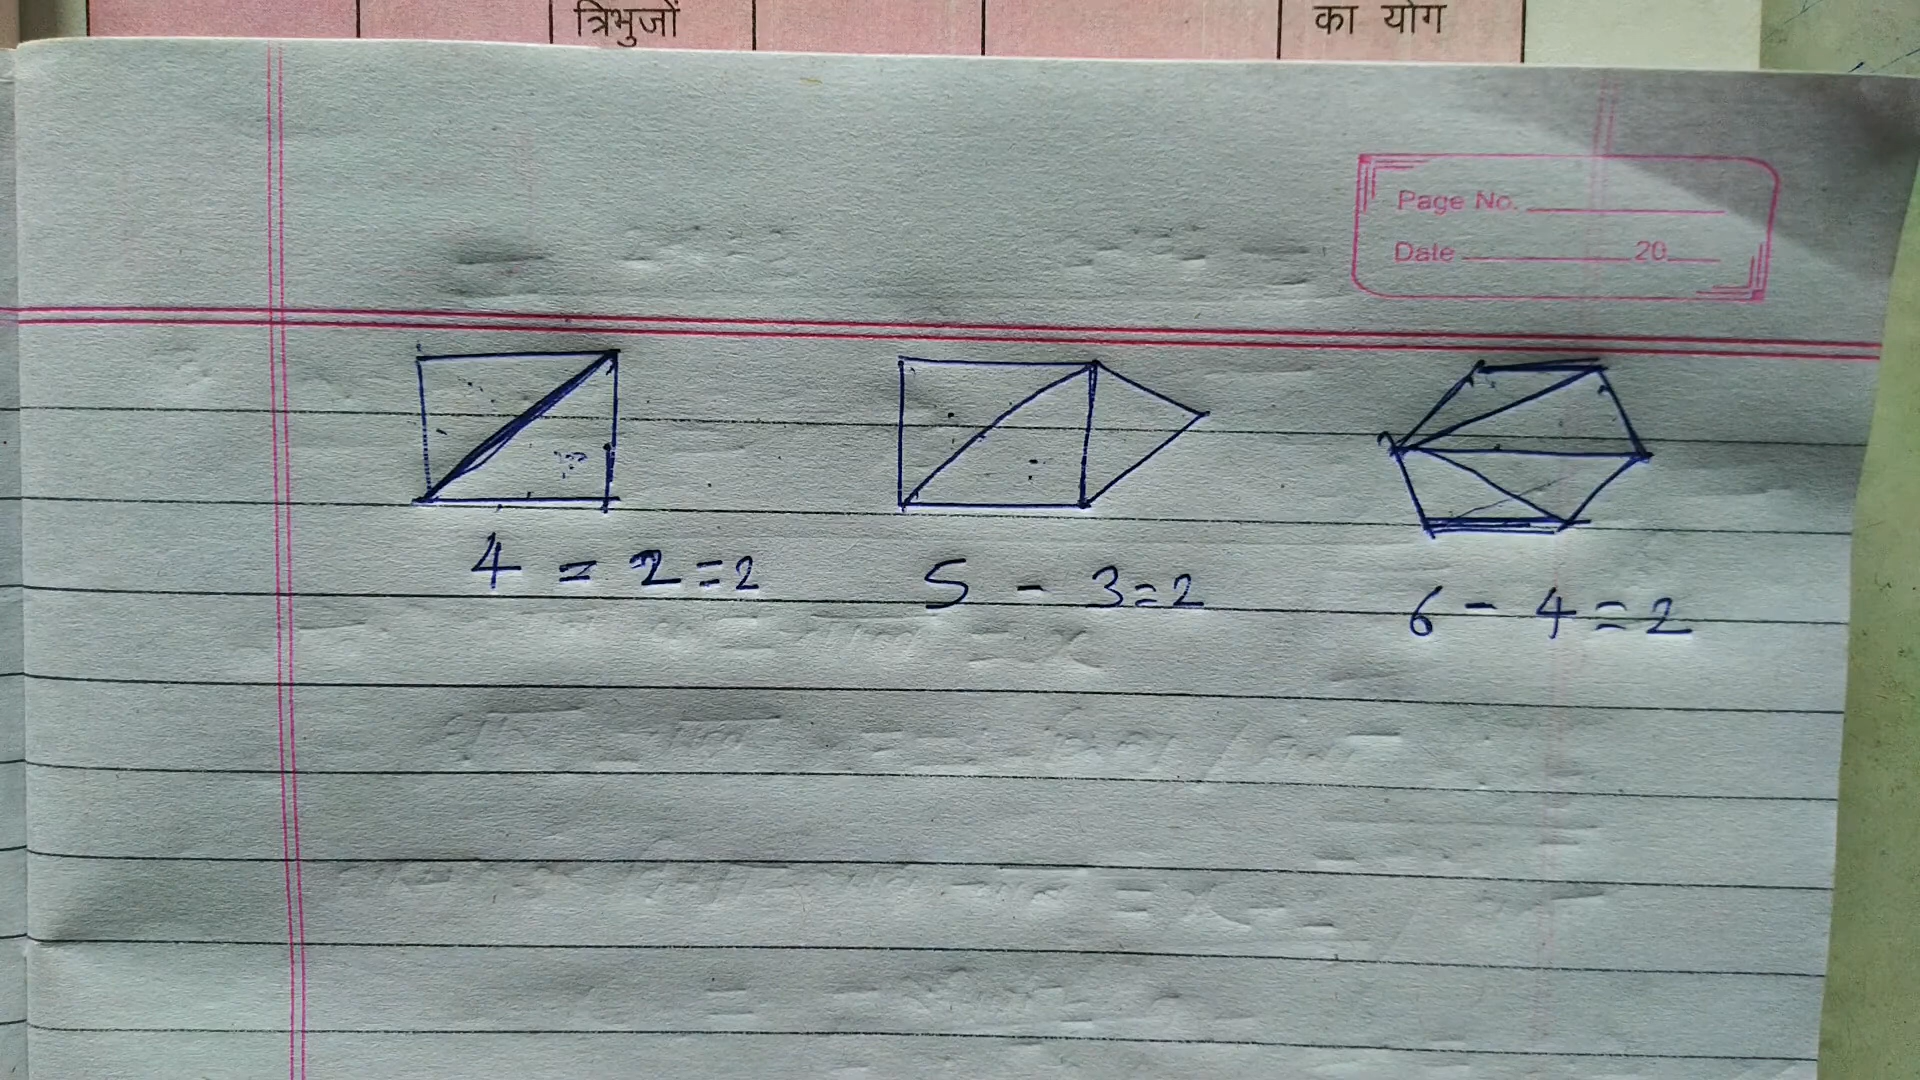 त्रिभुजों का योग
Page No.
Date 20
4 = 2 = 2 5 - 3 = 2 6 - 4 = 2